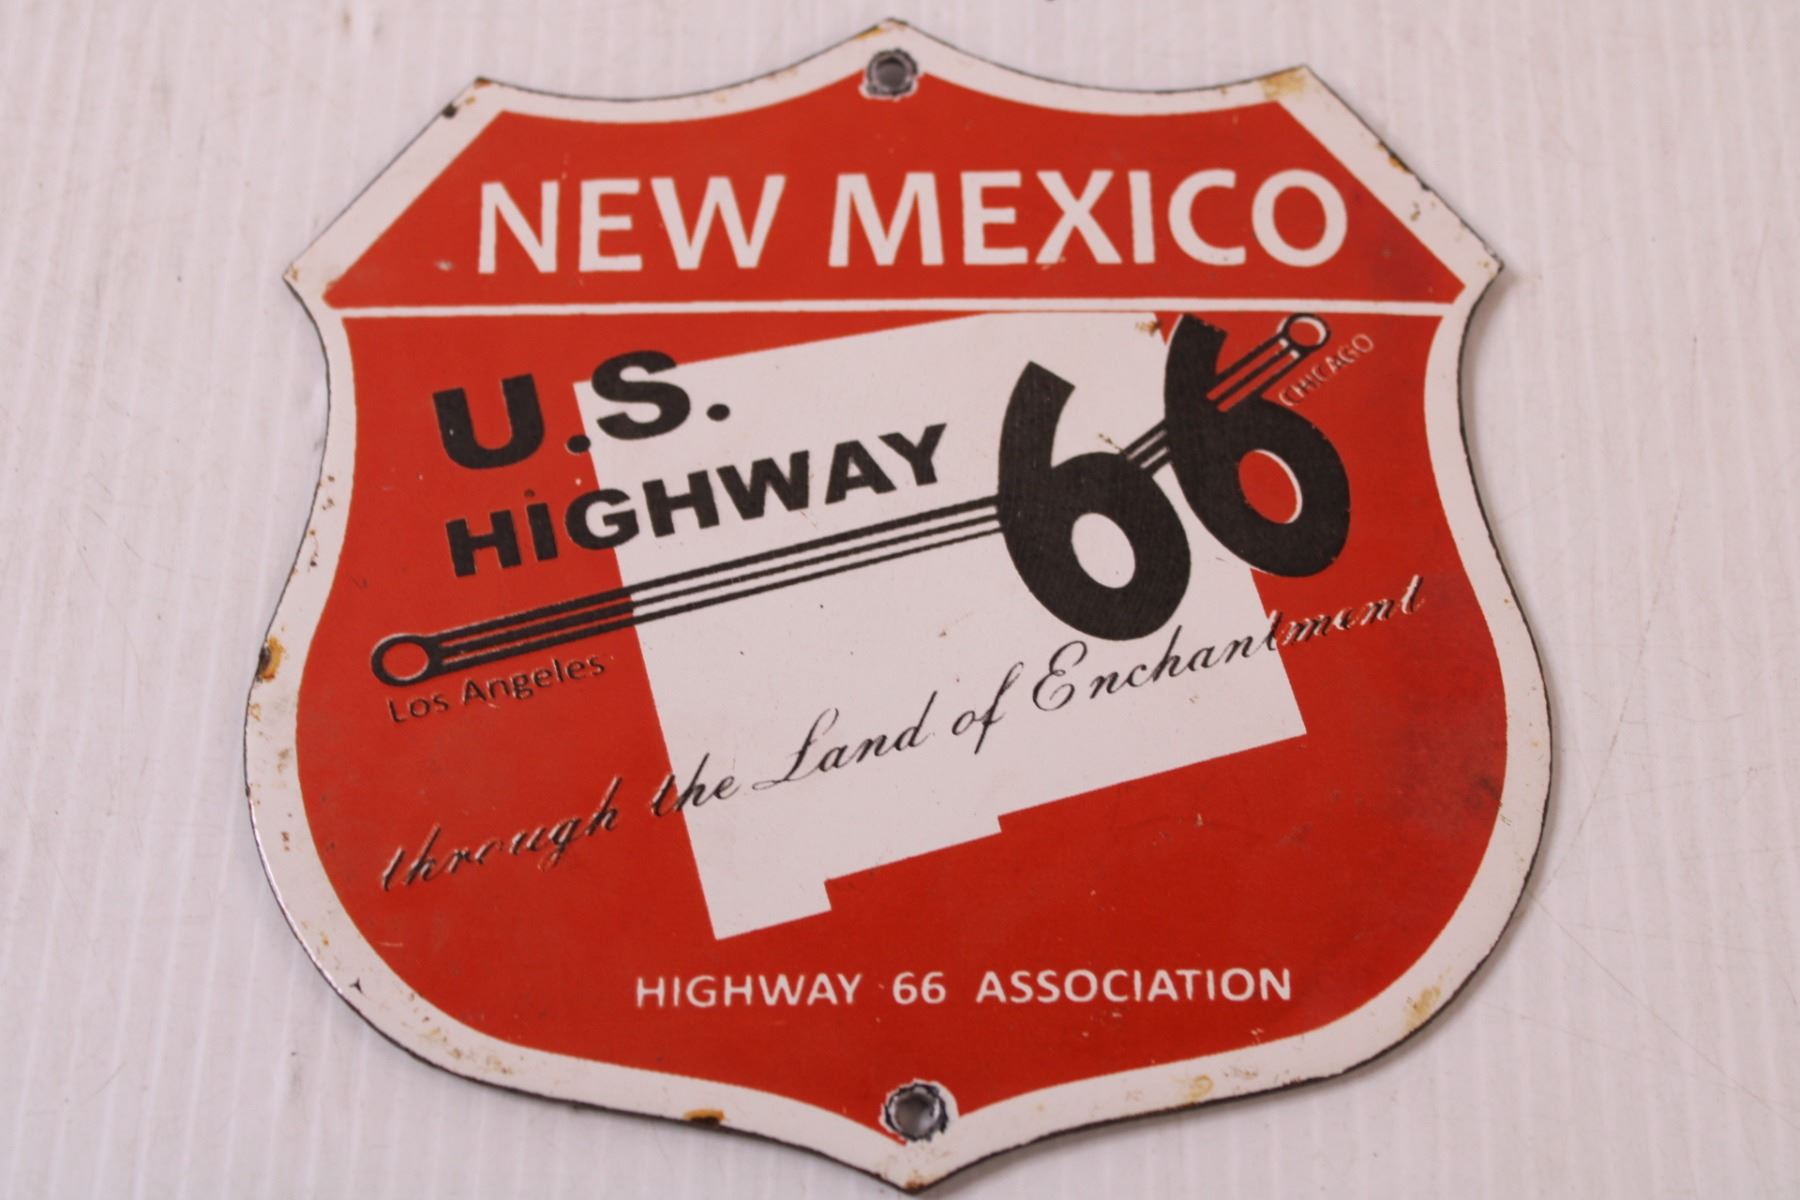 NEW MEXICO
U.S.
HIGHWAY 66
CHICAGO
Los Angeles
through the Land of Enchantment
HIGHWAY 66 ASSOCIATION